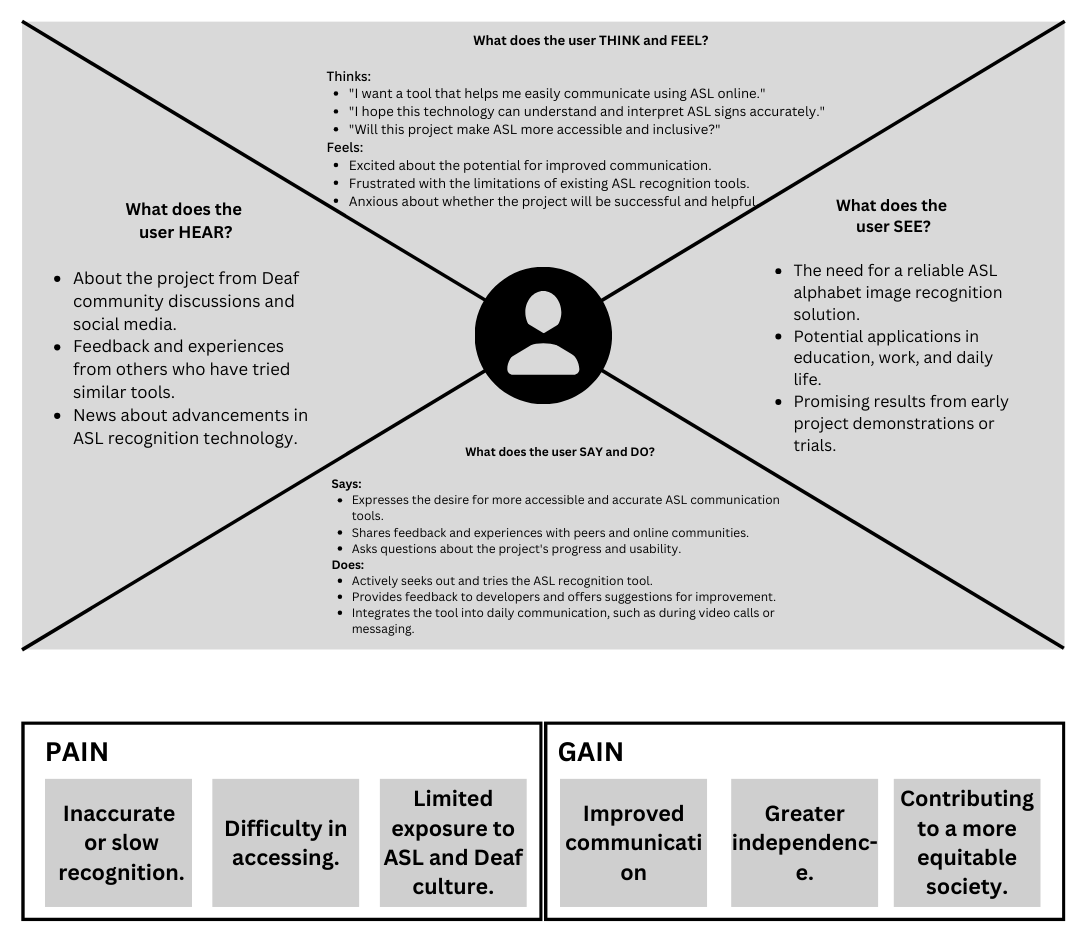 What does the user THINK and FEEL?
Thinks:
• "I want a tool that helps me easily communicate using ASL online."
• "I hope this technology can understand and interpret ASL signs accurately."
• "Will this project make ASL more accessible and inclusive?"
Feels:
• Excited about the potential for improved communication.
• Frustrated with the limitations of existing ASL recognition tools.
• Anxious about whether the project will be successful and helpful.
What does the
user HEAR?
• About the project from Deaf
community discussions and
social media.
• Feedback and experiences
from others who have tried
similar tools.
• News about advancements in
ASL recognition technology.
What does the
user SEE?
• The need for a reliable ASL
alphabet image recognition
solution.
• Potential applications in
education, work, and daily
life.
• Promising results from early
project demonstrations or
trials.
What does the user SAY and DO?
Says:
• Expresses the desire for more accessible and accurate ASL communication
tools.
• Shares feedback and experiences with peers and online communities.
• Asks questions about the project's progress and usability.
Does:
• Actively seeks out and tries the ASL recognition tool.
• Provides feedback to developers and offers suggestions for improvement.
• Integrates the tool into daily communication, such as during video calls or
messaging.
PAIN
Inaccurate
or slow
recognition.
Difficulty in
accessing.
Limited
exposure to
ASL and Deaf
culture.
GAIN
Improved
communicati
on
Greater
independenc-
e.
Contributing
to a more
equitable
society.